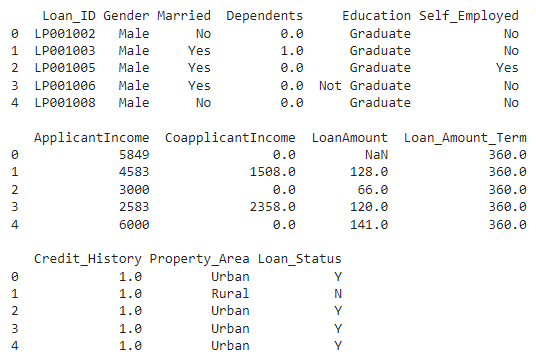 Loan_ID Gender Married Dependents Education Self_Employed
0 LP001002 Male No 0.0 Graduate No
1 LP001003 Male Yes 1.0 Graduate No
2 LP001005 Male Yes 0.0 Graduate Yes
3 LP001006 Male Yes 0.0 Not Graduate No
4 LP001008 Male No 0.0 Graduate No
ApplicantIncome CoapplicantIncome LoanAmount Loan_Amount_Term
0 5849 0.0 NaN 360.0
1 4583 1508.0 128.0 360.0
2 3000 0.0 66.0 360.0
3 2583 2358.0 120.0 360.0
4 6000 0.0 141.0 360.0
Credit_History Property_Area Loan_Status
0 1.0 Urban Y
1 1.0 Rural N
2 1.0 Urban Y
3 1.0 Urban Y
4 1.0 Urban Y